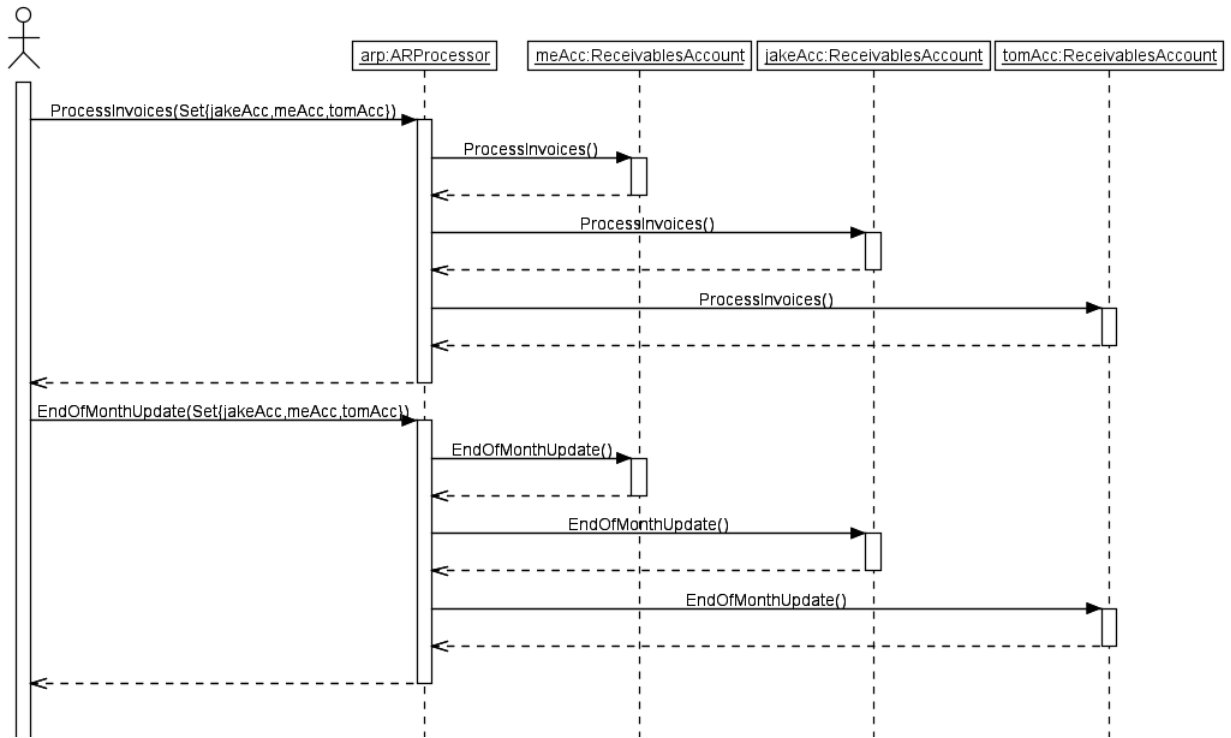 arp:ARProcessor
meAcc:ReceivablesAccount
jakeAcc:ReceivablesAccount
tomAcc:ReceivablesAccount
ProcessInvoices(Set{jakeAcc,meAcc,tomAcc})
ProcessInvoices()
ProcessInvoices()
ProcessInvoices()
EndOfMonthUpdate(Set{jakeAcc,meAcc,tomAcc})
EndOfMonthUpdate()
EndOfMonthUpdate()
EndOfMonthUpdate()